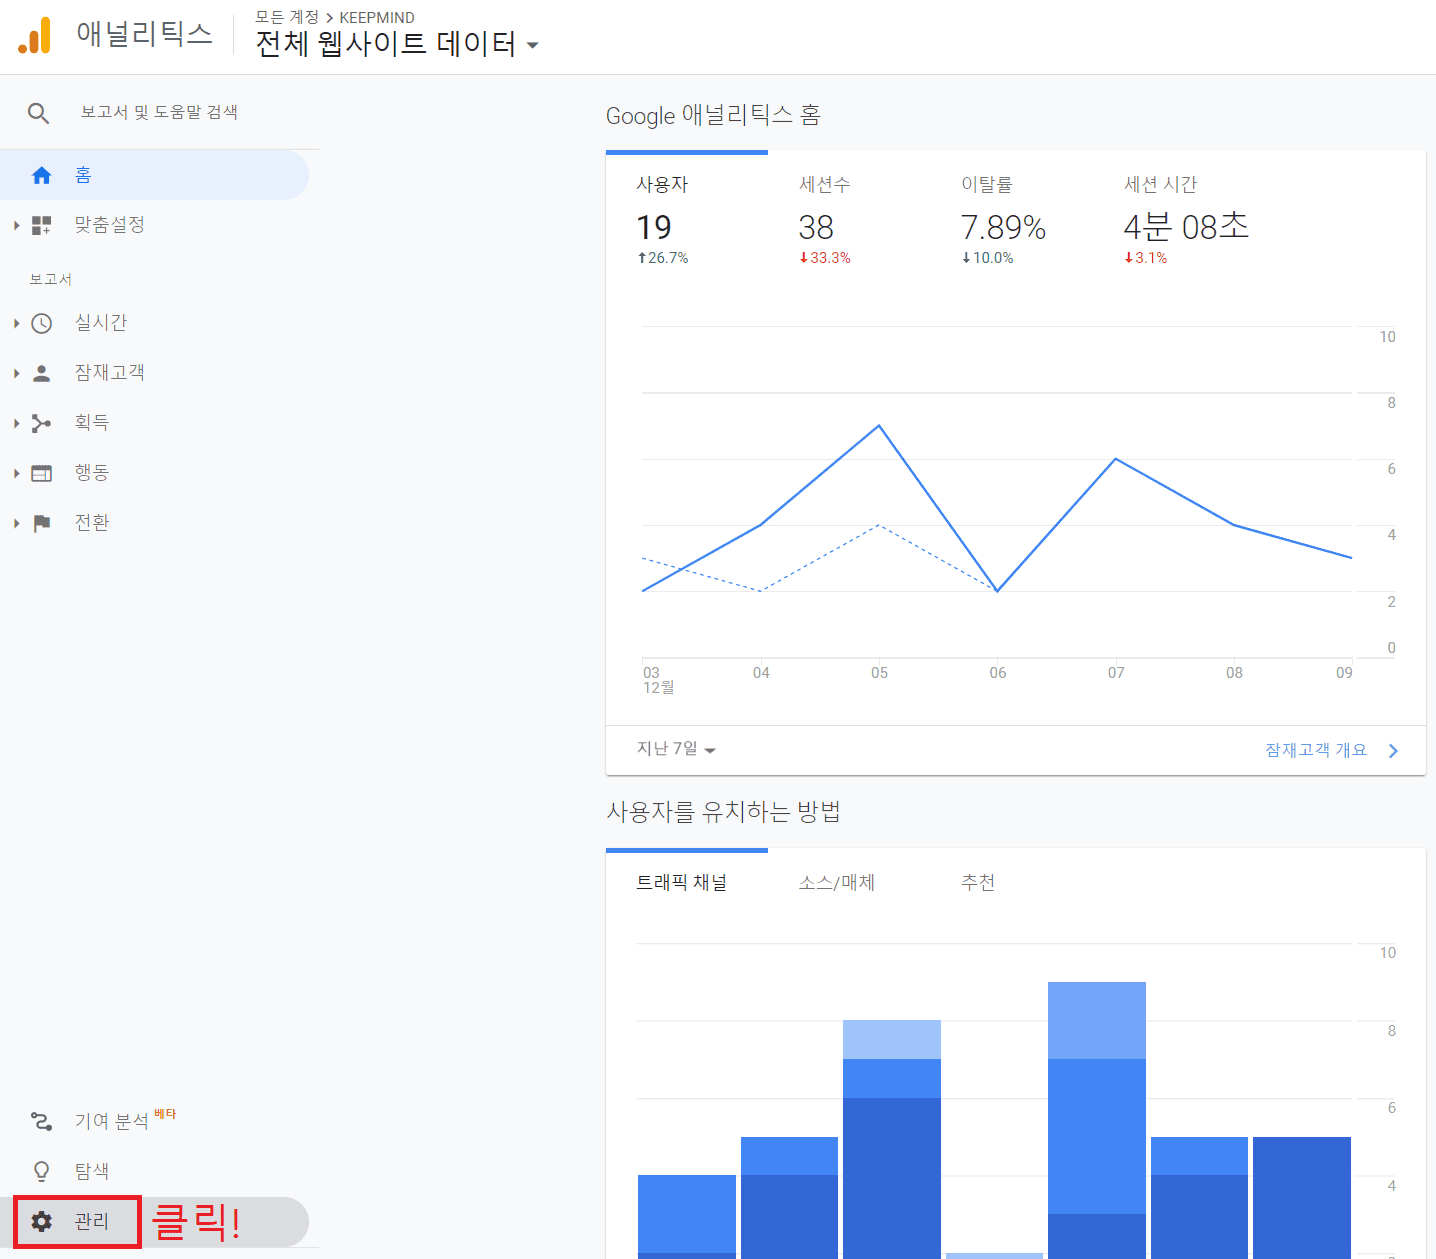 애널리틱스
모든 계정 > KEEPMIND
전체 웹사이트 데이터
보고서 및 도움말 검색
홈
맞춤설정
보고서
실시간
잠재고객
획득
행동
전환
기여 분석 베타
탐색
관리
클릭!
Google 애널리틱스 홈
사용자
19
26.7%
세션수
38
33.3%
이탈률
7.89%
10.0%
세션 시간
4분 08초
3.1%
10
8
6
4
2
0
03
12월
04
05
06
07
08
09
지난 7일
잠재고객 개요
사용자를 유치하는 방법
트래픽 채널
소스/매체
추천
10
8
6
4